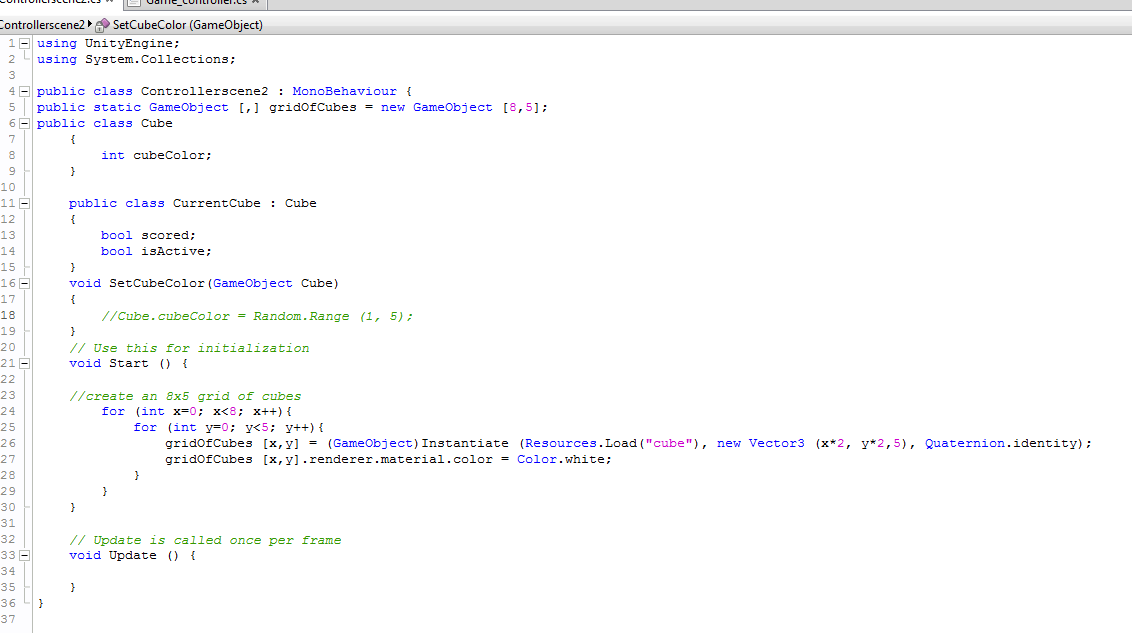 Controllerscene2.cs × Game_controller.cs ×
Controllerscene2 ▸ SetCubeColor (GameObject)
1 using UnityEngine;
2 using System.Collections;
3
4 public class Controllerscene2 : MonoBehaviour {
5 public static GameObject [,] gridOfCubes = new GameObject [8,5];
6 public class Cube
7     {
8         int cubeColor;
9     }
10
11     public class CurrentCube : Cube
12     {
13         bool scored;
14         bool isActive;
15     }
16     void SetCubeColor(GameObject Cube)
17     {
18         //Cube.cubeColor = Random.Range (1, 5);
19     }
20     // Use this for initialization
21     void Start () {
22
23     //create an 8x5 grid of cubes
24         for (int x=0; x<8; x++){
25             for (int y=0; y<5; y++){
26                 gridOfCubes [x,y] = (GameObject)Instantiate (Resources.Load("cube"), new Vector3 (x*2, y*2,5), Quaternion.identity);
27                 gridOfCubes [x,y].renderer.material.color = Color.white;
28             }
29         }
30     }
31
32     // Update is called once per frame
33     void Update () {
34
35     }
36 }
37